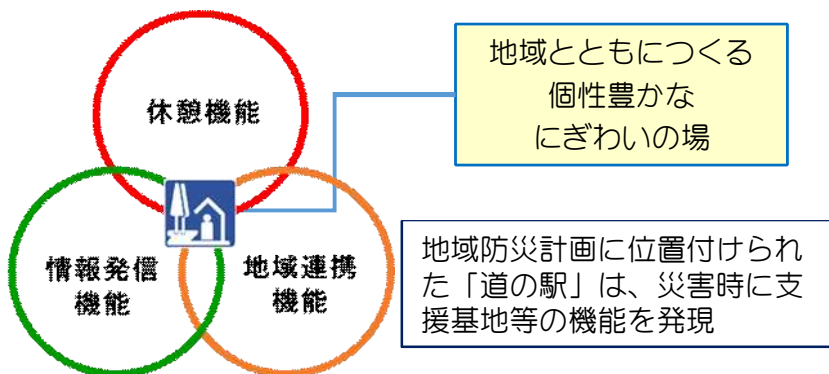 休憩機能
地域とともにつくる
個性豊かな
にぎわいの場
情報発信
機能
地域連携
機能
地域防災計画に位置付けられ
た「道の駅」は、災害時に支
援基地等の機能を発現